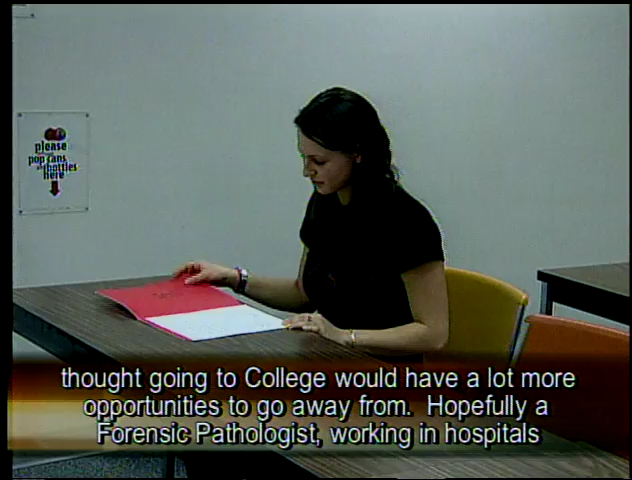 please
pop cans
& bottles
here
thought going to College would have a lot more
opportunities to go away from. Hopefully a
Forensic Pathologist, working in hospitals